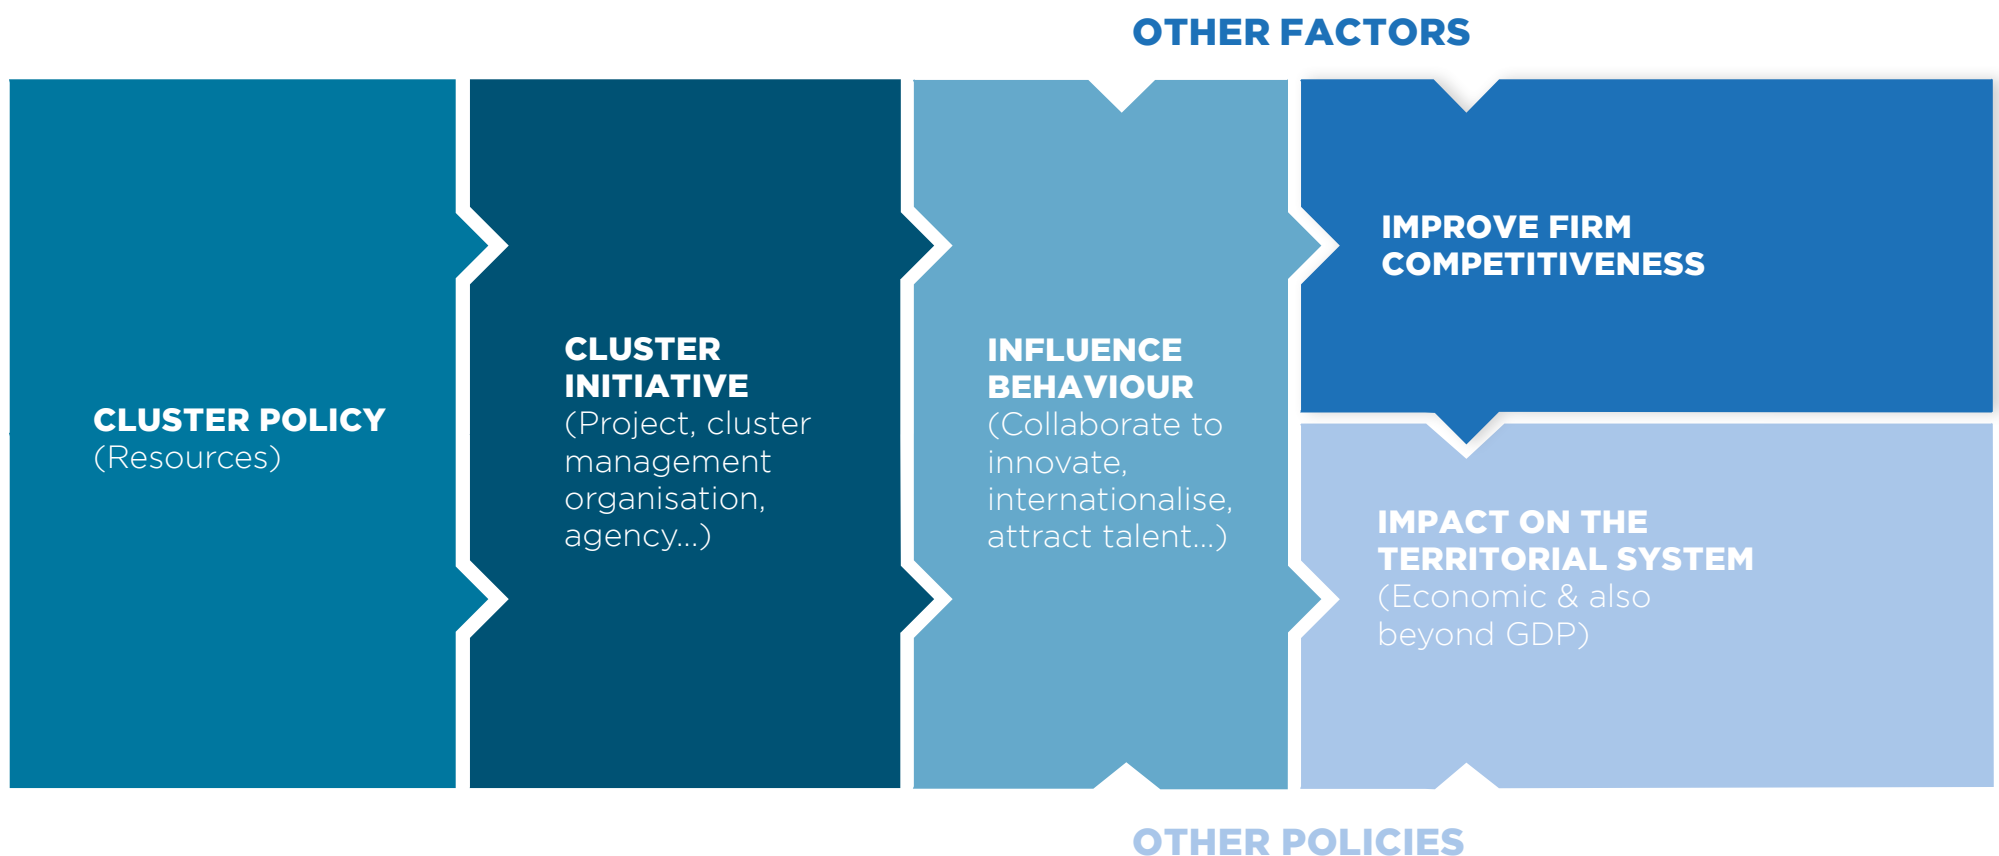 OTHER FACTORS
CLUSTER POLICY
(Resources)
CLUSTER
INITIATIVE
(Project, cluster
management
organisation,
agency...)
INFLUENCE
BEHAVIOUR
(Collaborate to
innovate,
internationalise,
attract talent...)
IMPROVE FIRM
COMPETITIVENESS
IMPACT ON THE
TERRITORIAL SYSTEM
(Economic & also
beyond GDP)
OTHER POLICIES